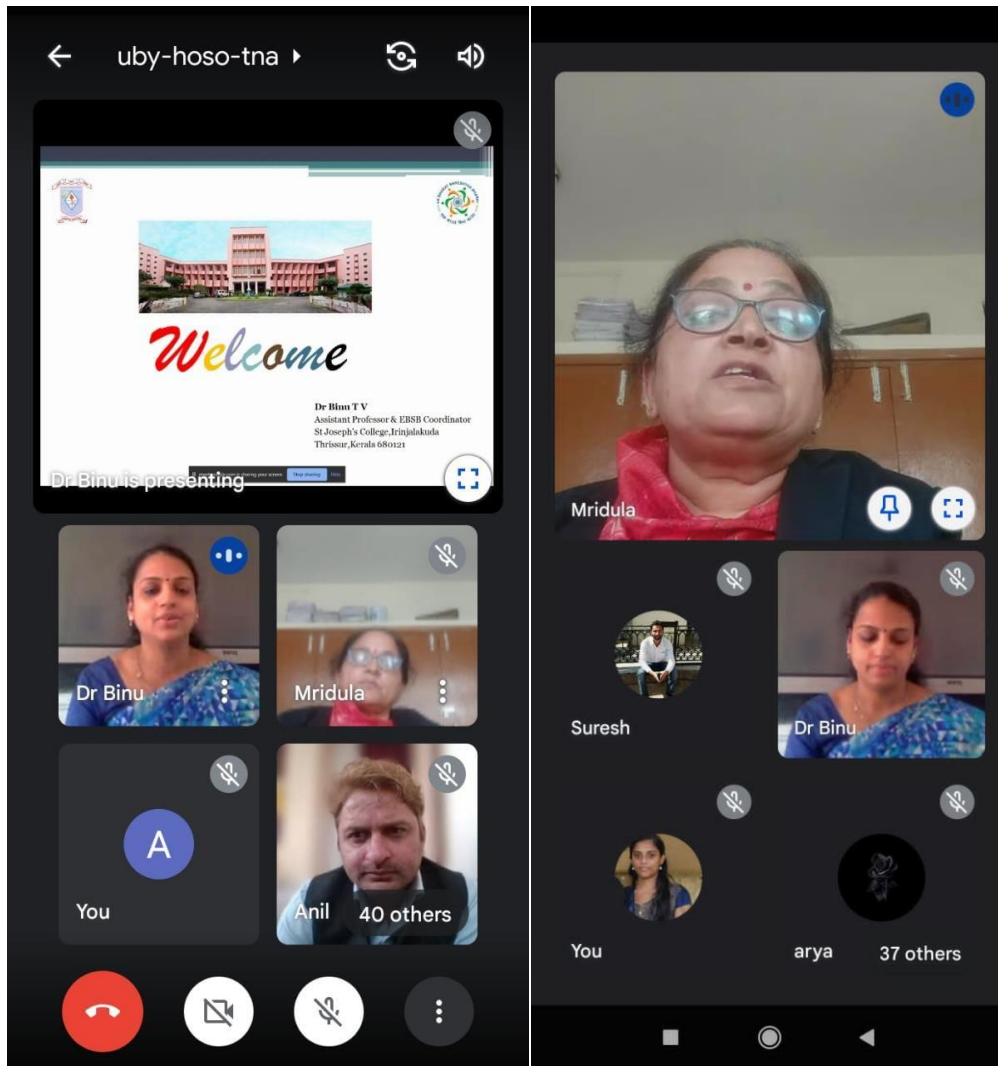 uby-hoso-tna
Welcome
Dr Binu T V
Assistant Professor & EBSB Coordinator
St Joseph's College,Irinjalakuda
Thrissur,Kerala 680121
Stop sharing
Hide
Dr Binu is presenting
Dr Binu
Mridula
A
You
Anil
40 others
Mridula
Suresh
Dr Binu
You
arya
37 others